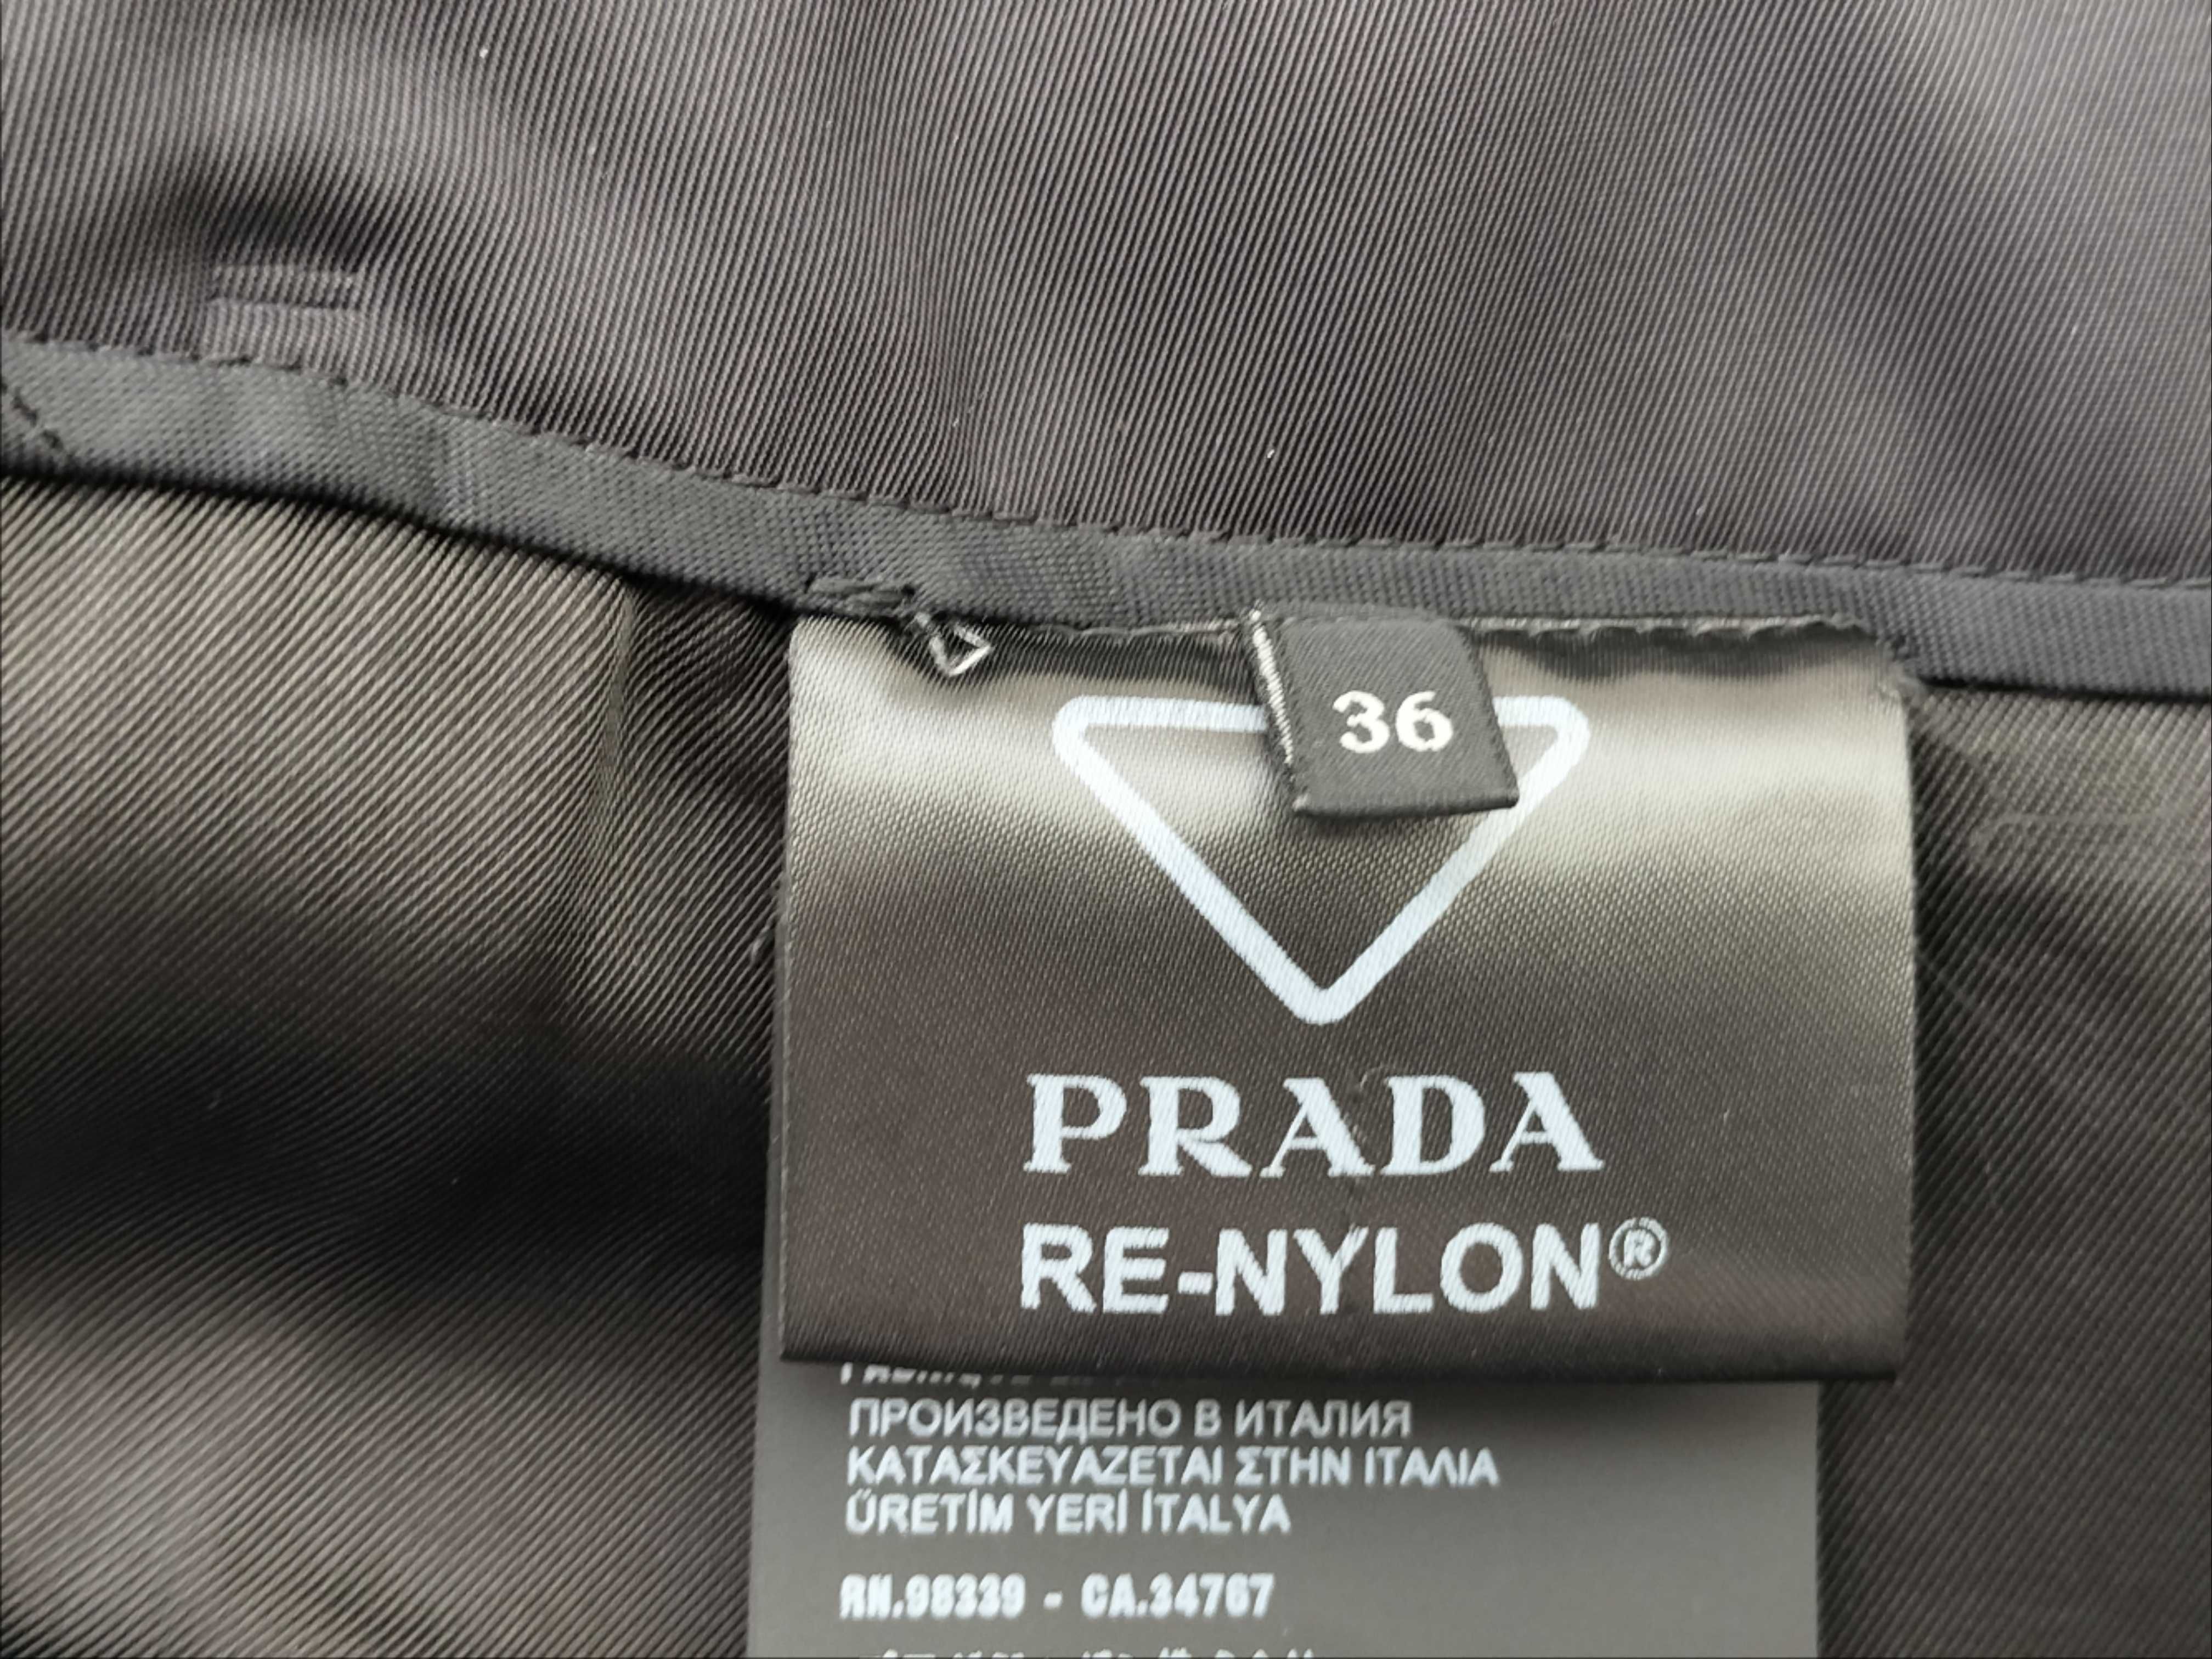 36
PRADA
RE-NYLON®
ПРОИЗВЕДЕНО В ИТАЛИЯ
ΚΑΤΑΣΚΕΥΑΖΕΤΑΙ ΣΤΗΝ ΙΤΑΛΙΑ
ÜRETİM YERİ İTALYA
RN.98339 - CA.34767